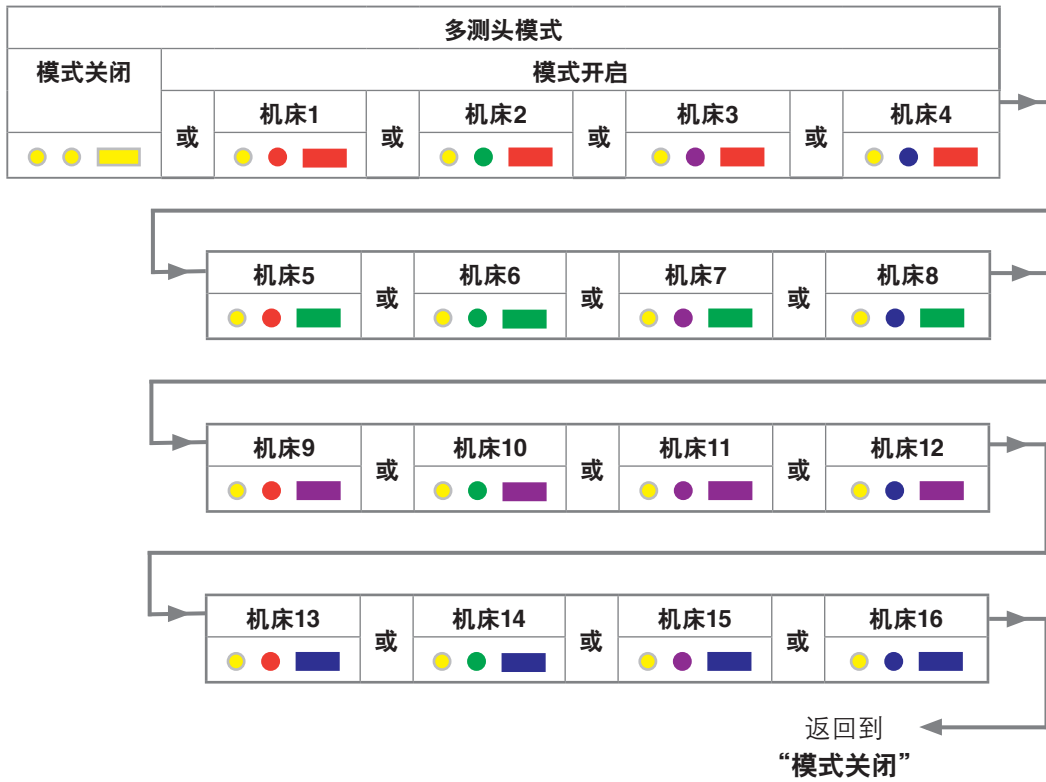 多测头模式
模式关闭
模式开启
或
机床1
或
机床2
或
机床3
或
机床4
机床5
或
机床6
或
机床7
或
机床8
机床9
或
机床10
或
机床11
或
机床12
机床13
或
机床14
或
机床15
或
机床16
返回到
“模式关闭”